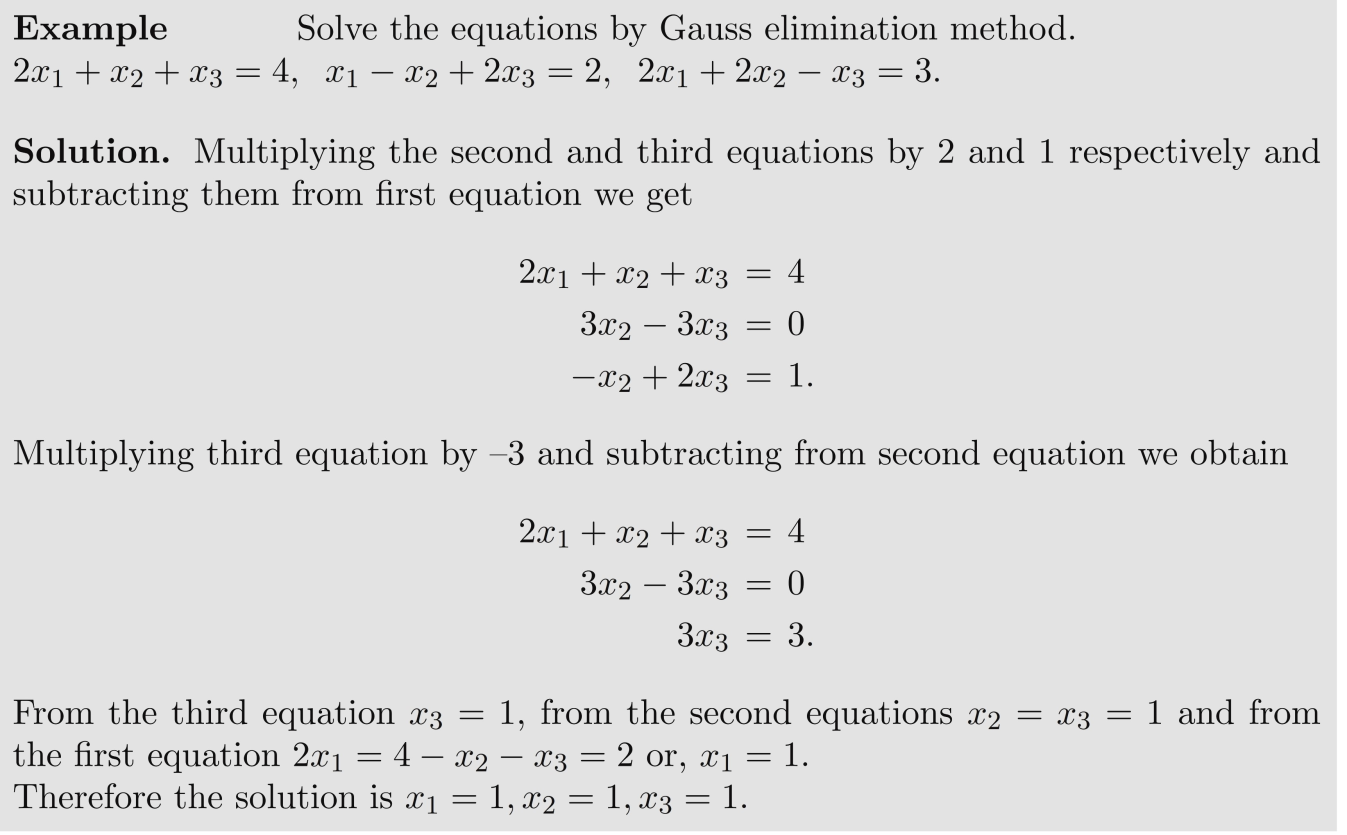 Example Solve the equations by Gauss elimination method.
2x₁ + x₂ + x₃ = 4, x₁ − x₂ + 2x₃ = 2, 2x₁ + 2x₂ − x₃ = 3.
Solution. Multiplying the second and third equations by 2 and 1 respectively and
subtracting them from first equation we get
2x₁ + x₂ + x₃ = 4
3x₂ − 3x₃ = 0
−x₂ + 2x₃ = 1.
Multiplying third equation by –3 and subtracting from second equation we obtain
2x₁ + x₂ + x₃ = 4
3x₂ − 3x₃ = 0
3x₃ = 3.
From the third equation x₃ = 1, from the second equations x₂ = x₃ = 1 and from
the first equation 2x₁ = 4 − x₂ − x₃ = 2 or, x₁ = 1.
Therefore the solution is x₁ = 1, x₂ = 1, x₃ = 1.